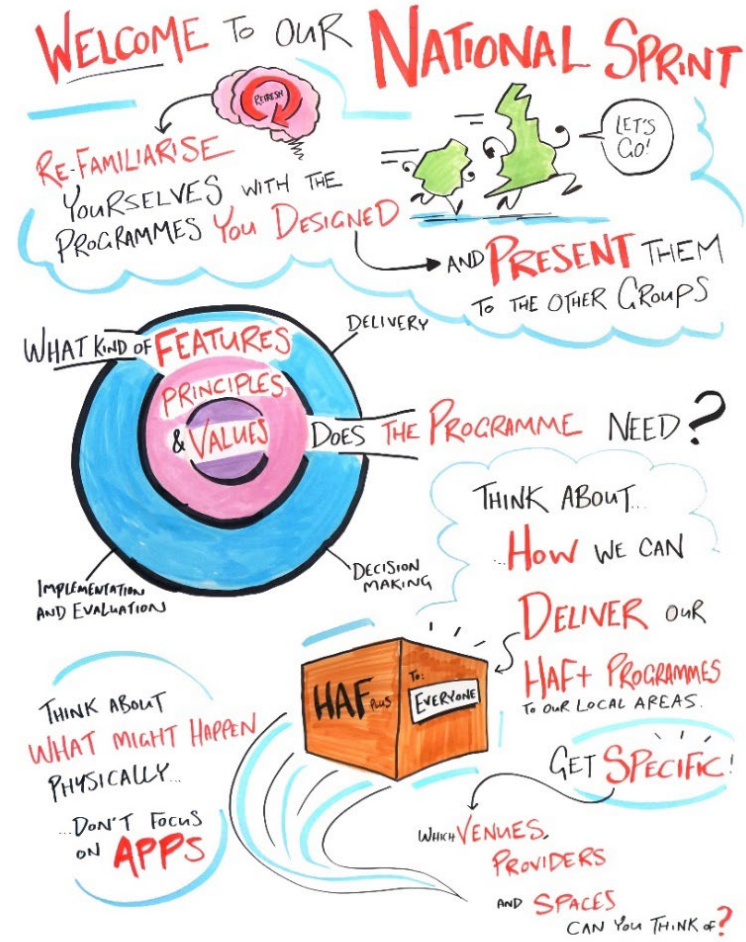 WELCOME TO OUR NATIONAL SPRINT
REFRESH
LET'S GO!
RE-FAMILIARISE
YOURSELVES WITH THE
PROGRAMMES YOU DESIGNED
AND PRESENT THEM
TO THE OTHER GROUPS
DELIVERY
WHAT KIND OF FEATURES
PRINCIPLES
& VALUES
DOES THE PROGRAMME NEED?
DECISION
MAKING
IMPLEMENTATION
AND EVALUATION
THINK ABOUT...
...HOW WE CAN
DELIVER OUR
HAF+ PROGRAMMES
TO OUR LOCAL AREAS.
HAF PLUS
TO:
EVERYONE
THINK ABOUT
WHAT MIGHT HAPPEN
PHYSICALLY...
...DON'T FOCUS
ON APPS
GET SPECIFIC!
WHICH VENUES,
PROVIDERS
AND SPACES
CAN YOU THINK OF?